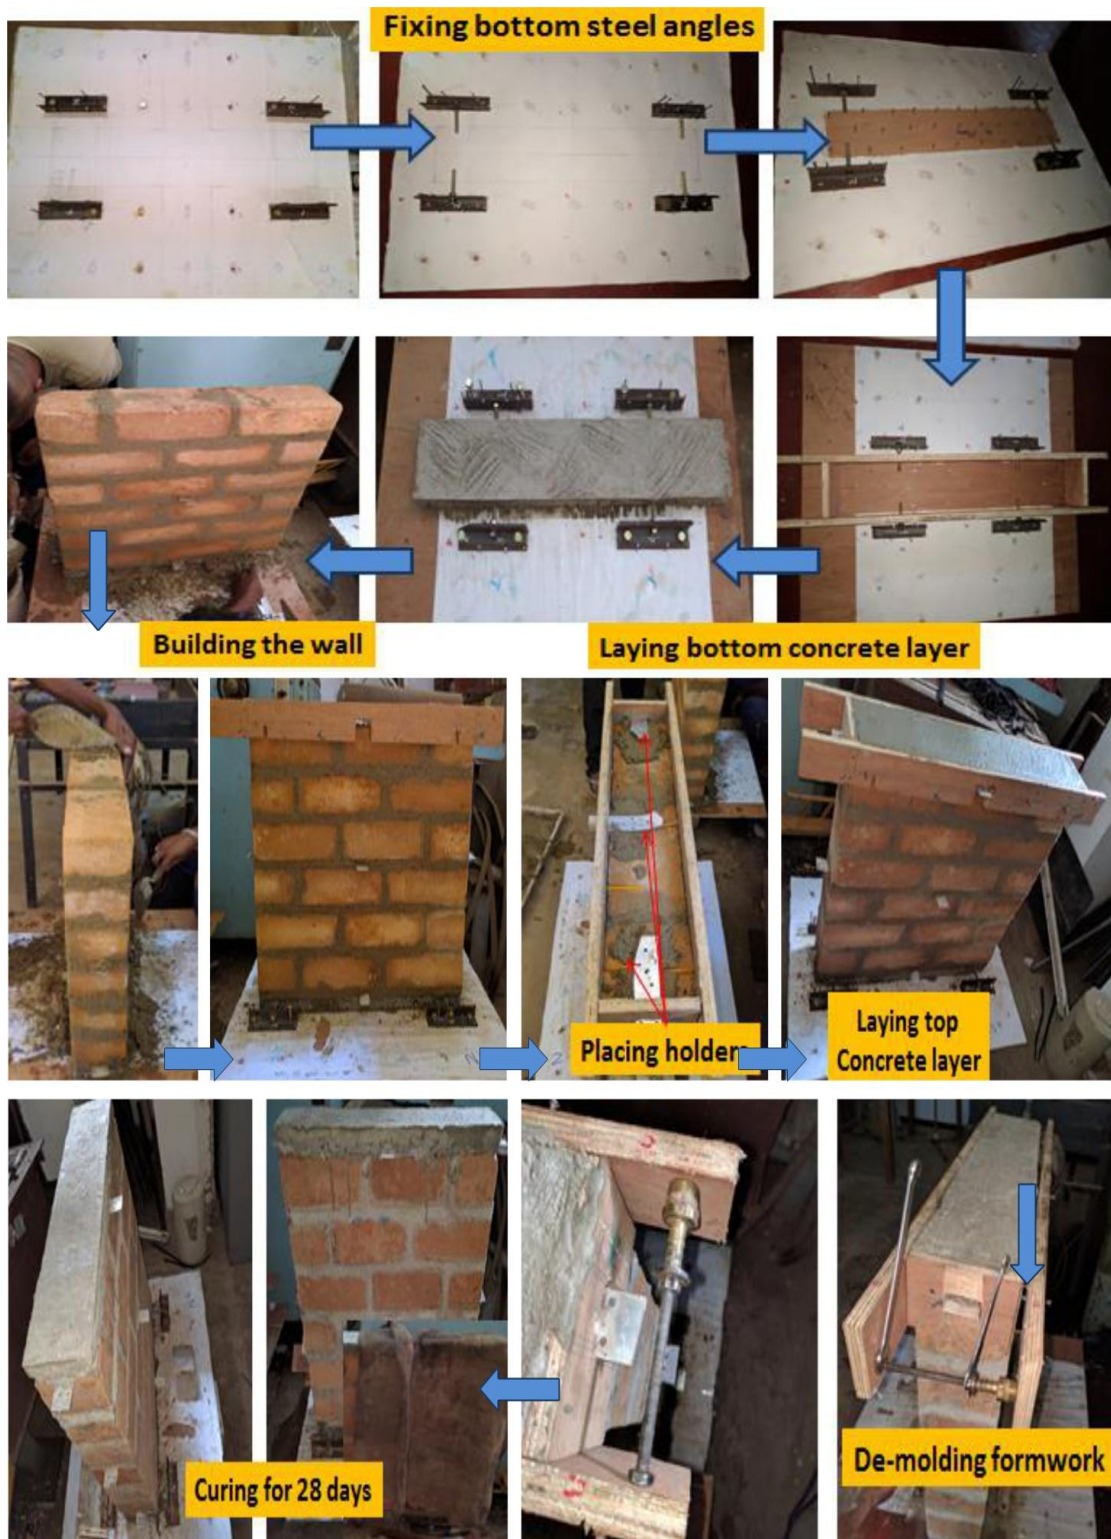 Fixing bottom steel angles
Building the wall
Laying bottom concrete layer
Placing holders
Laying top
Concrete layer
Curing for 28 days
De-molding formwork